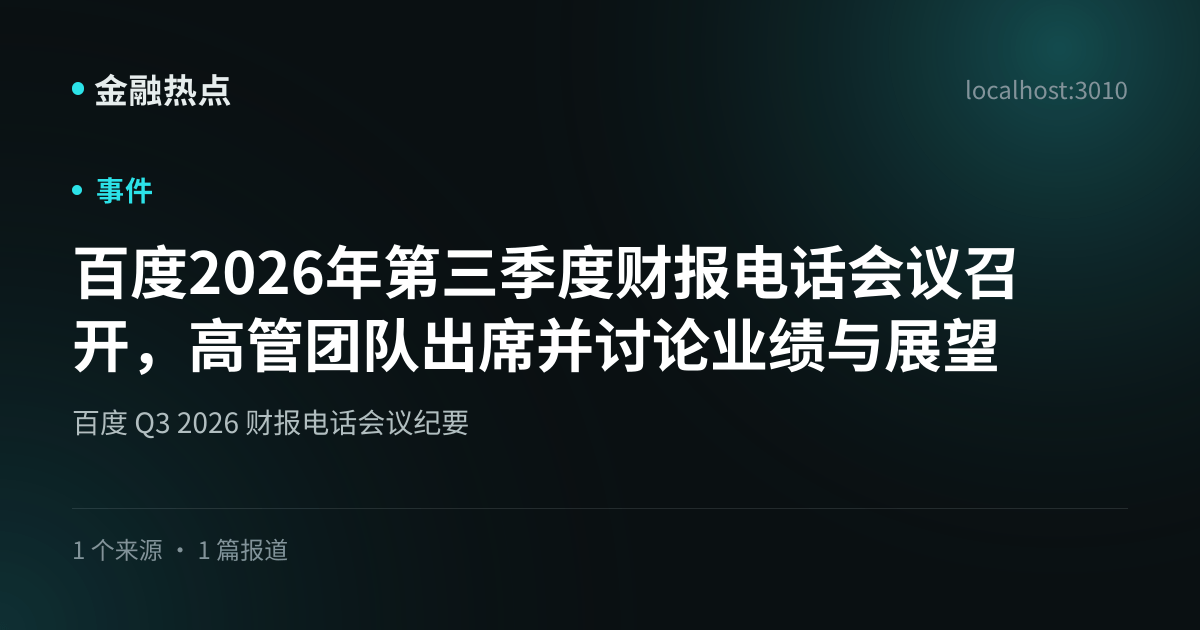 金融热点
localhost:3010
事件
百度2026年第三季度财报电话会议召
开，高管团队出席并讨论业绩与展望
百度 Q3 2026 财报电话会议纪要
1 个来源 · 1 篇报道